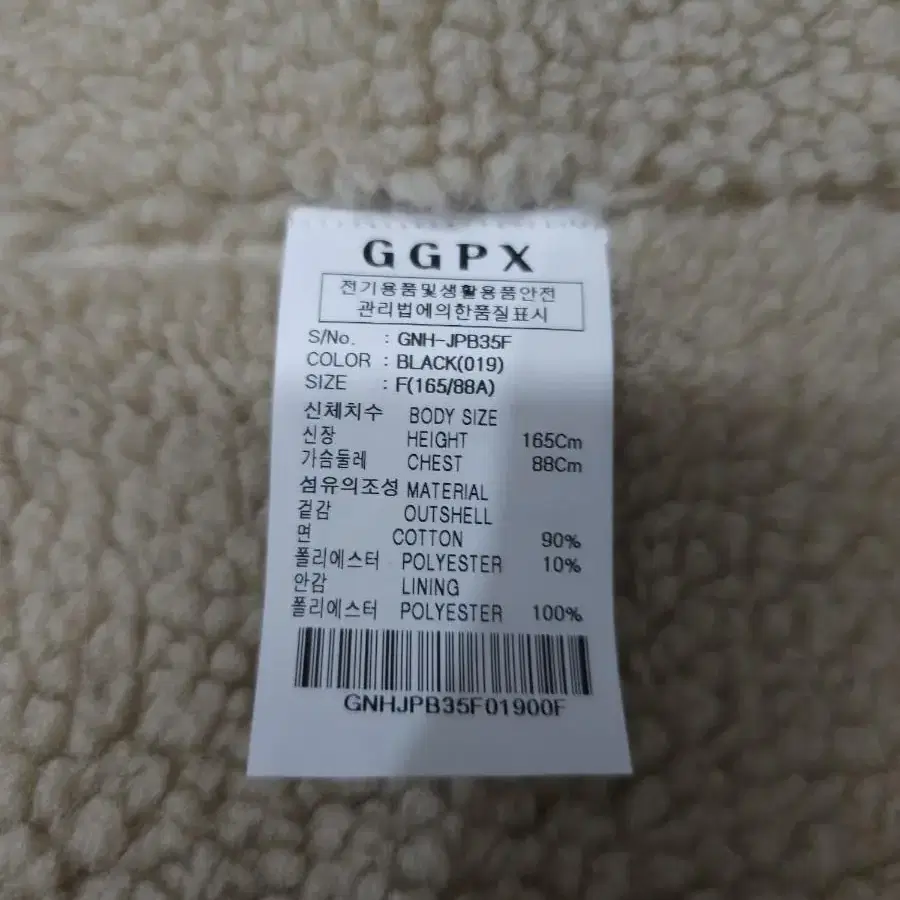 GGPX
전기용품및생활용품안전
관리법에의한품질표시
S/No. : GNH-JPB35F
COLOR : BLACK(019)
SIZE : F(165/88A)
신체치수 BODY SIZE
신장 HEIGHT 165Cm
가슴둘레 CHEST 88Cm
섬유의조성 MATERIAL
겉감 OUTSHELL
면 COTTON 90%
폴리에스터 POLYESTER 10%
안감 LINING
폴리에스터 POLYESTER 100%
GNHJPB35F01900F